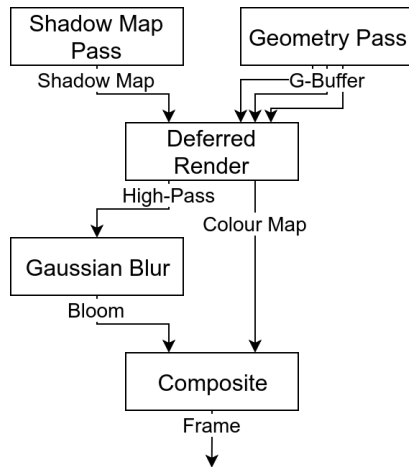 Shadow Map
Pass
Geometry Pass
Shadow Map
G-Buffer
Deferred
Render
High-Pass
Colour Map
Gaussian Blur
Bloom
Composite
Frame